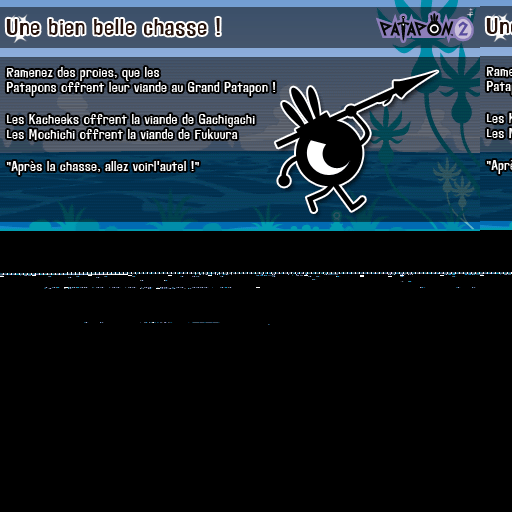 Une bien belle chasse !
PATAPON 2
Ramenez des proies, que les
Patapons offrent leur viande au Grand Patapon !
Les Kacheeks offrent la viande de Gachigachi
Les Mochichi offrent la viande de Fukuura
"Après la chasse, allez voirl'autel !"